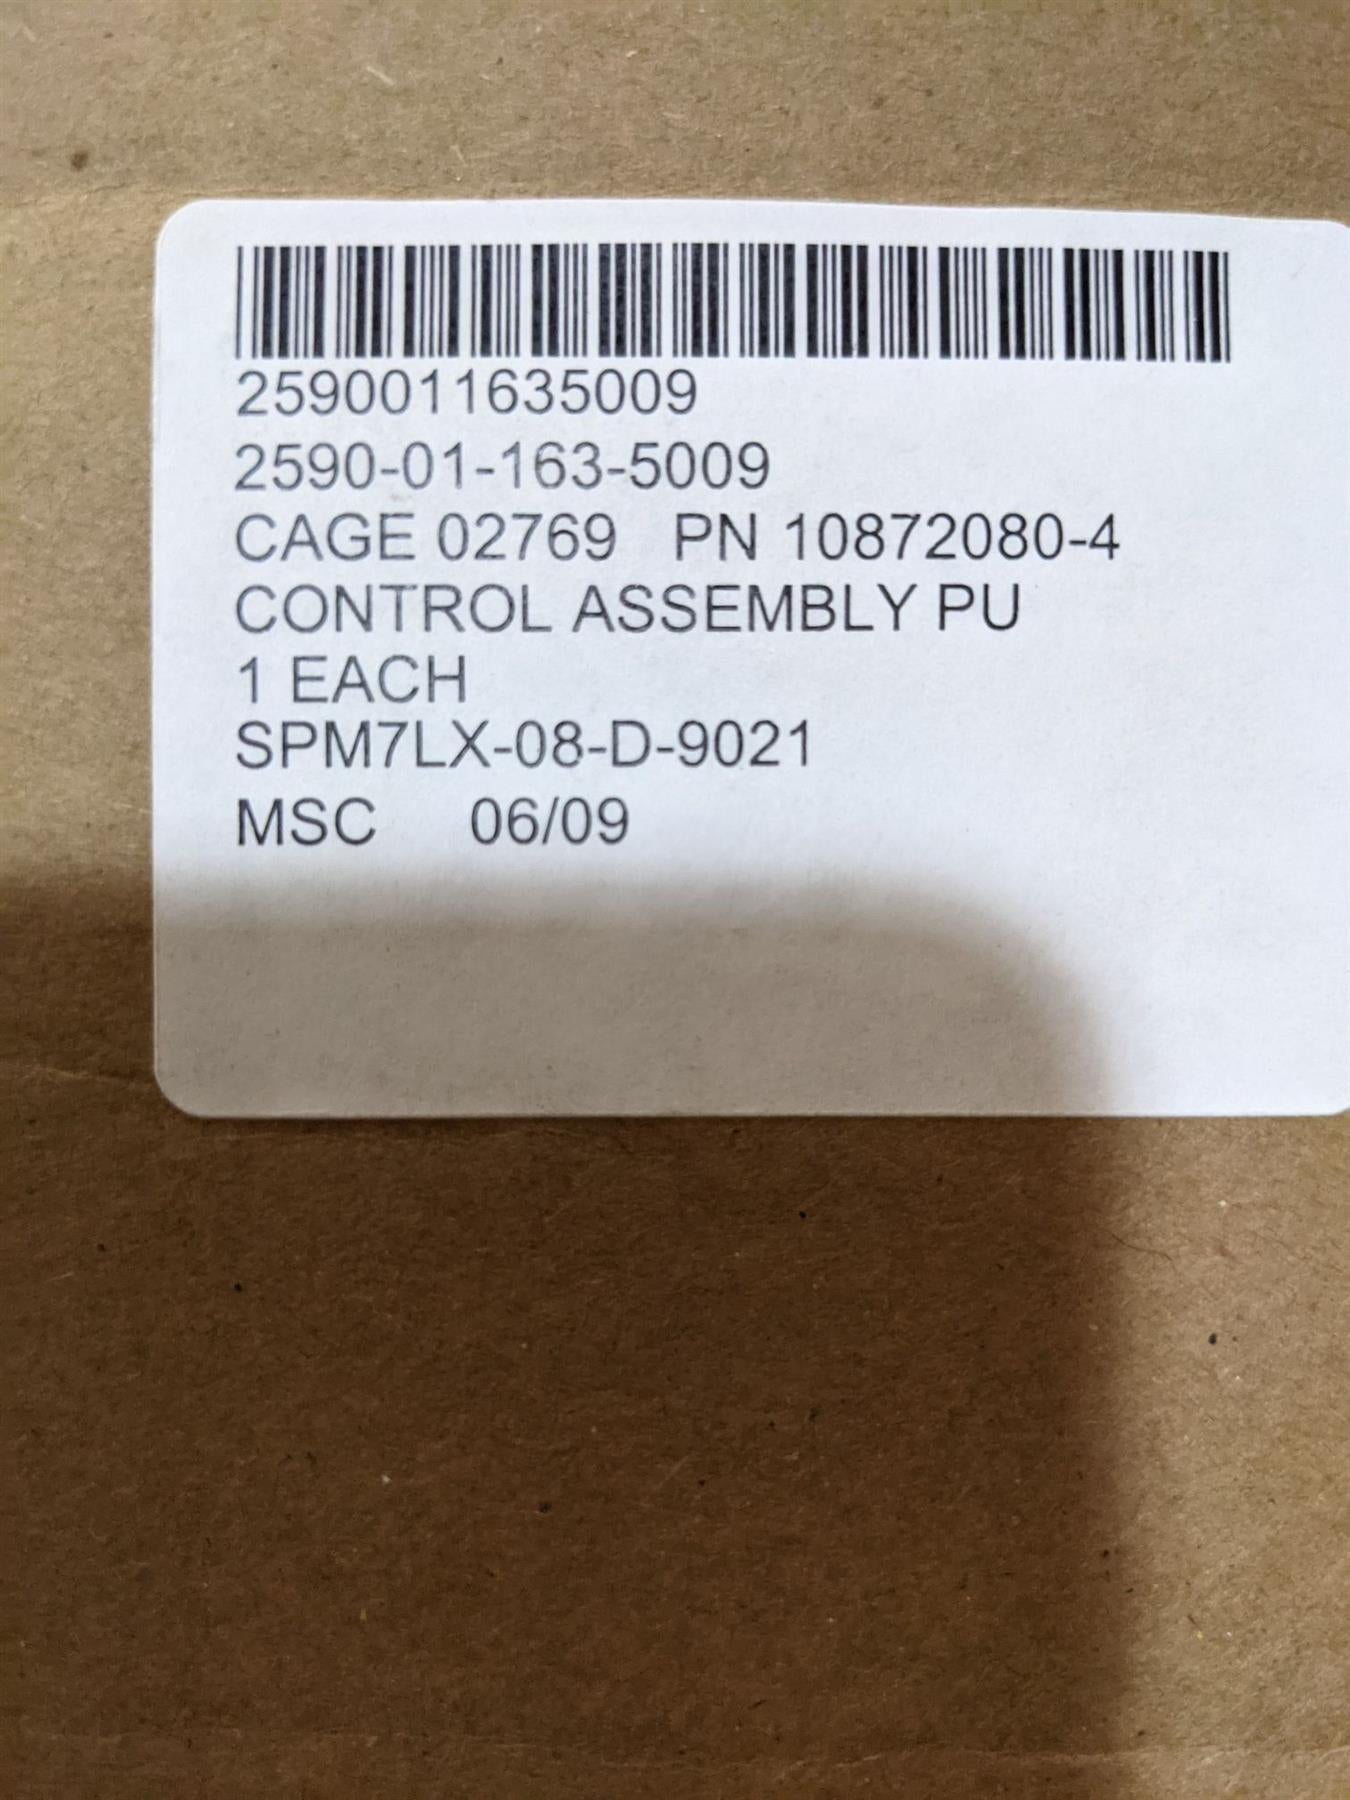 2590011635009
2590-01-163-5009
CAGE 02769 PN 10872080-4
CONTROL ASSEMBLY PU
1 EACH
SPM7LX-08-D-9021
MSC 06/09